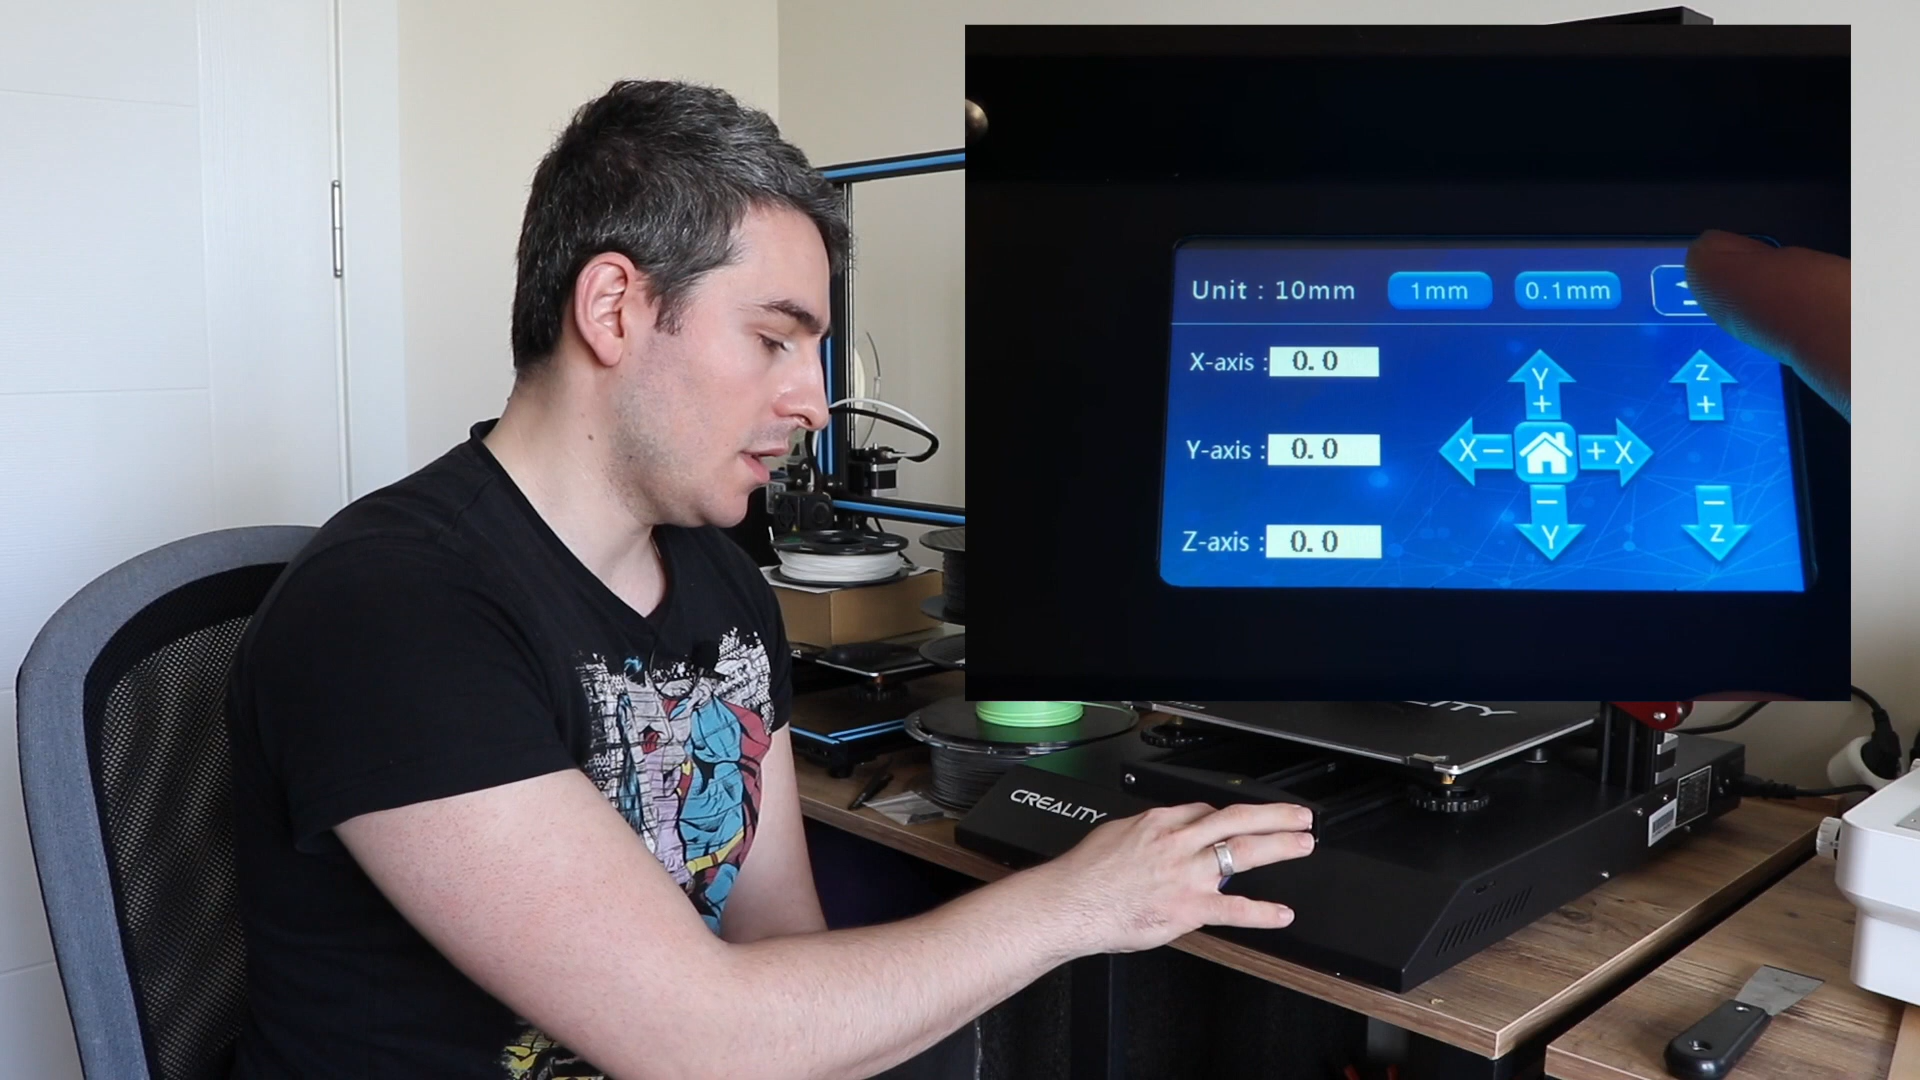 Unit : 10mm 1mm 0.1mm
X-axis : 0.0
Y-axis : 0.0
Z-axis : 0.0
Y
+
X− +X
−
Y
Z
+
−
Z
CREALITY